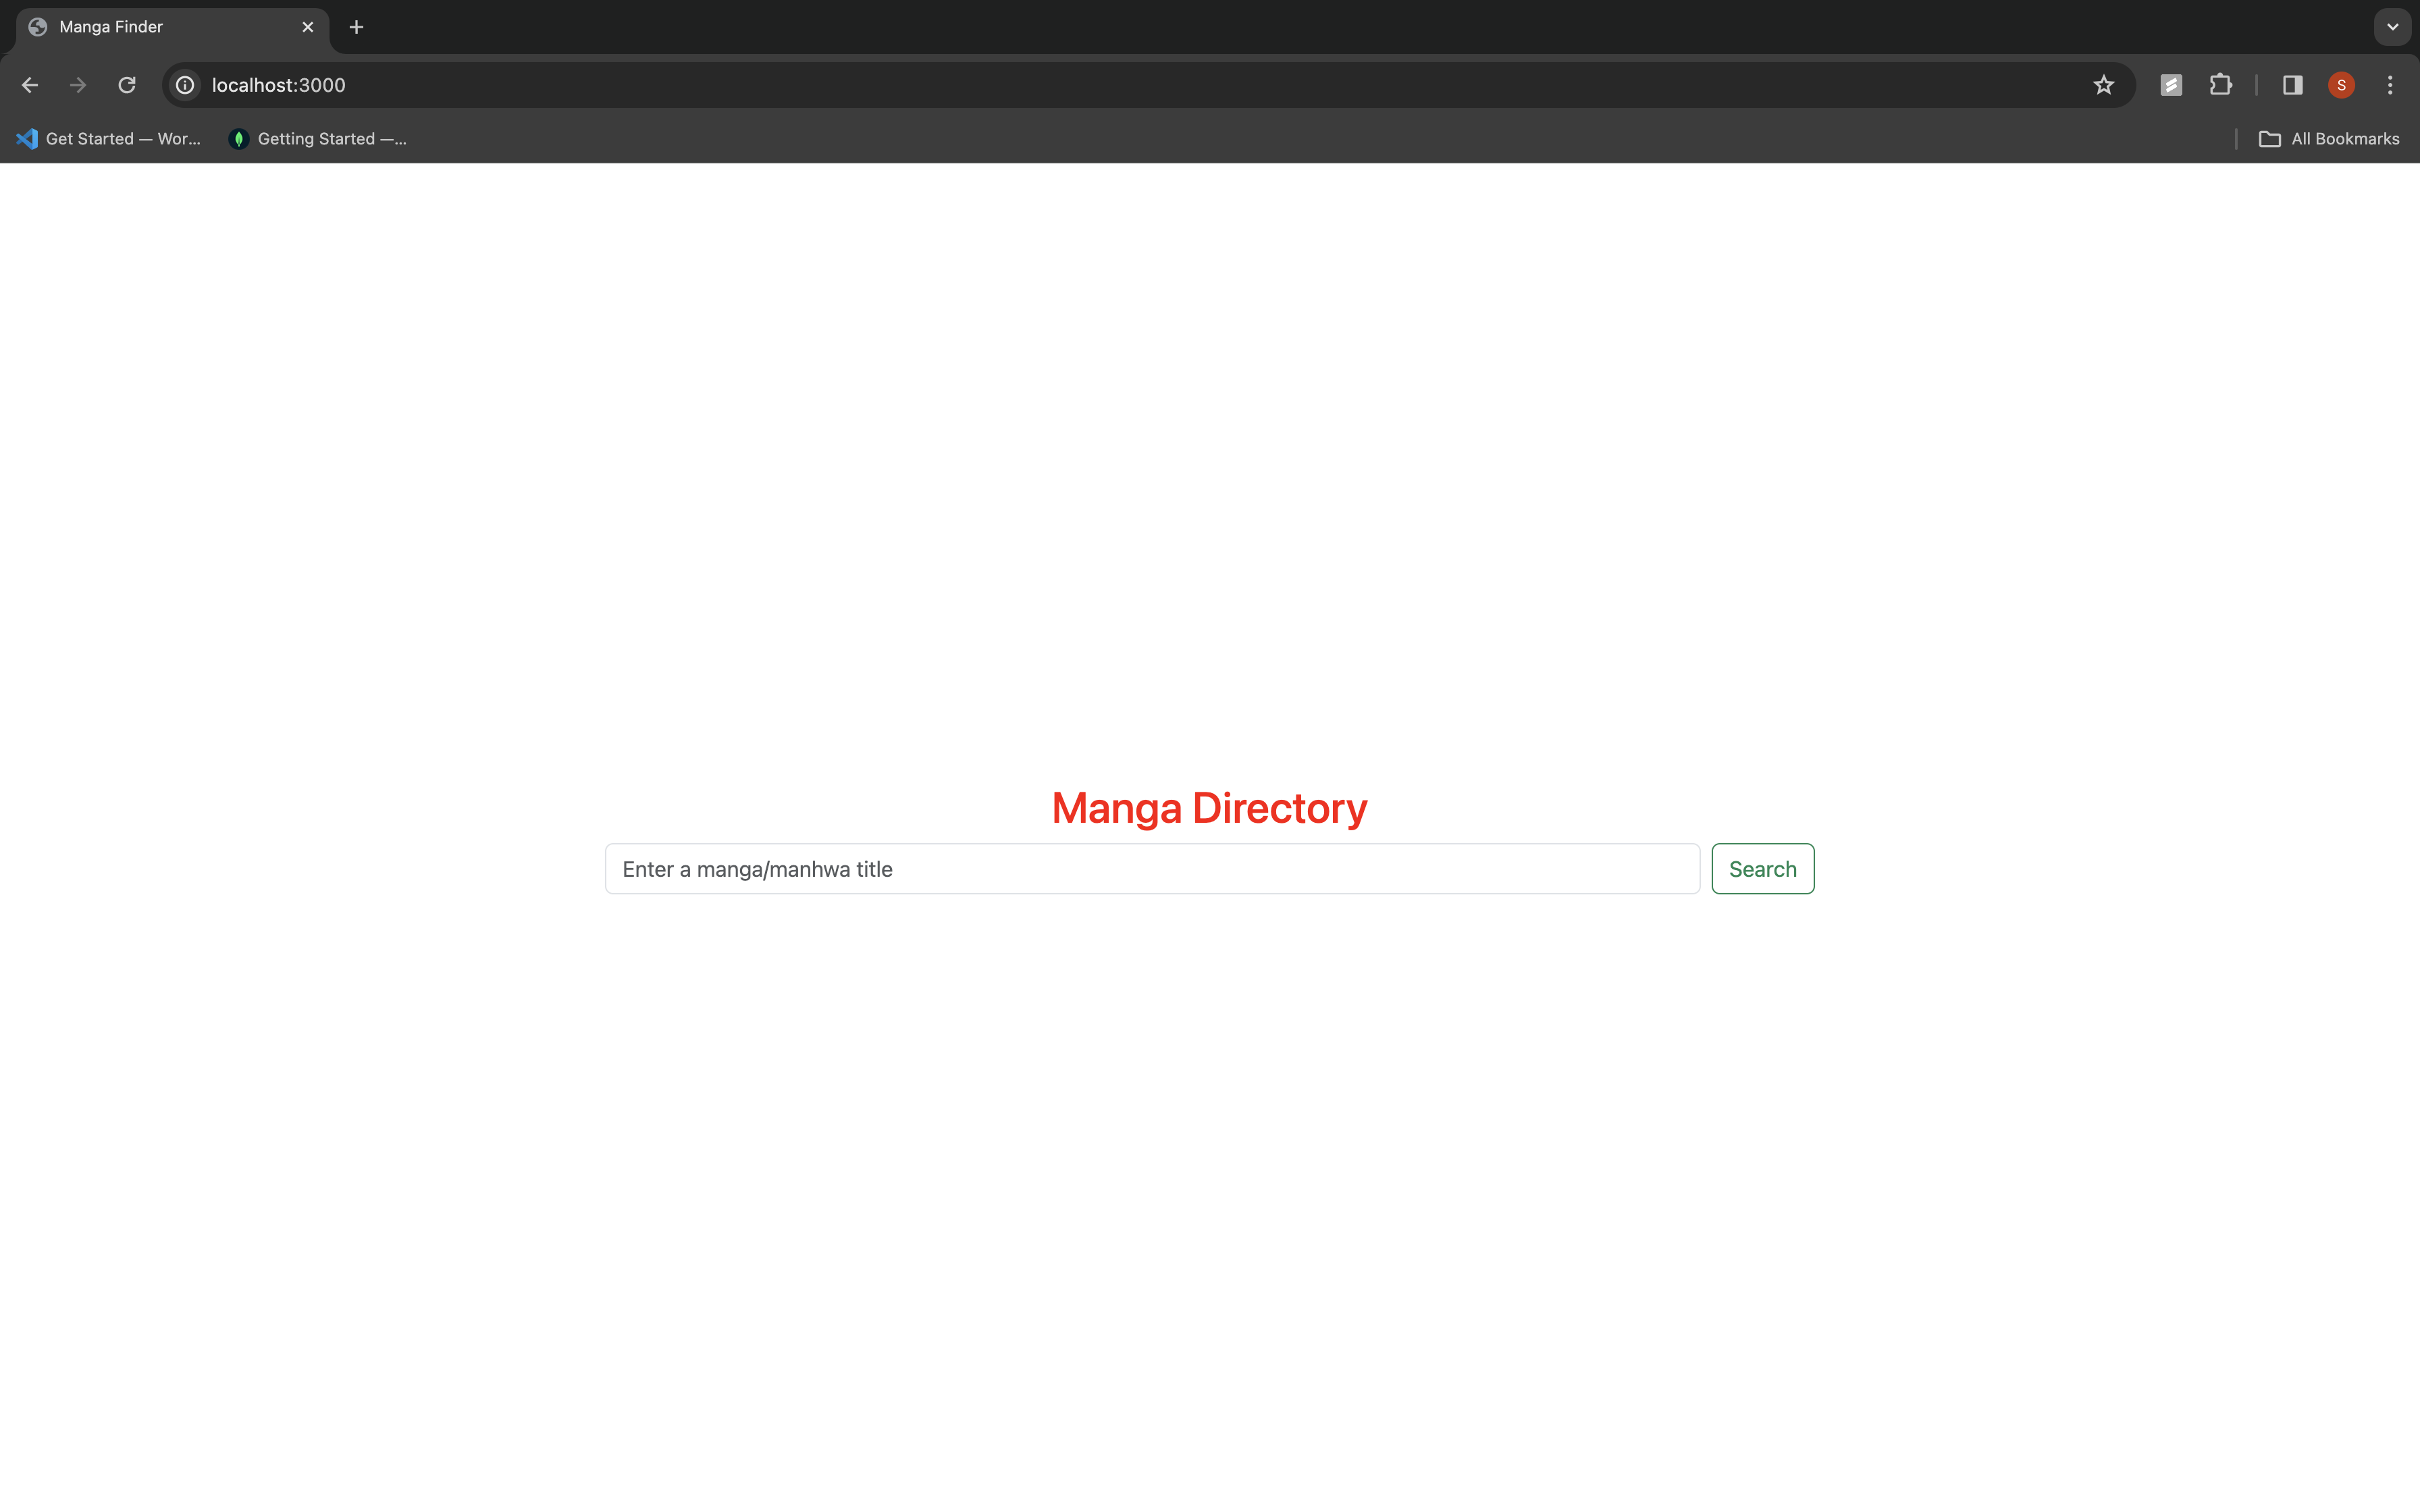 Manga Finder
localhost:3000
S
Get Started — Wor...
Getting Started —...
All Bookmarks
Manga Directory
Enter a manga/manhwa title
Search